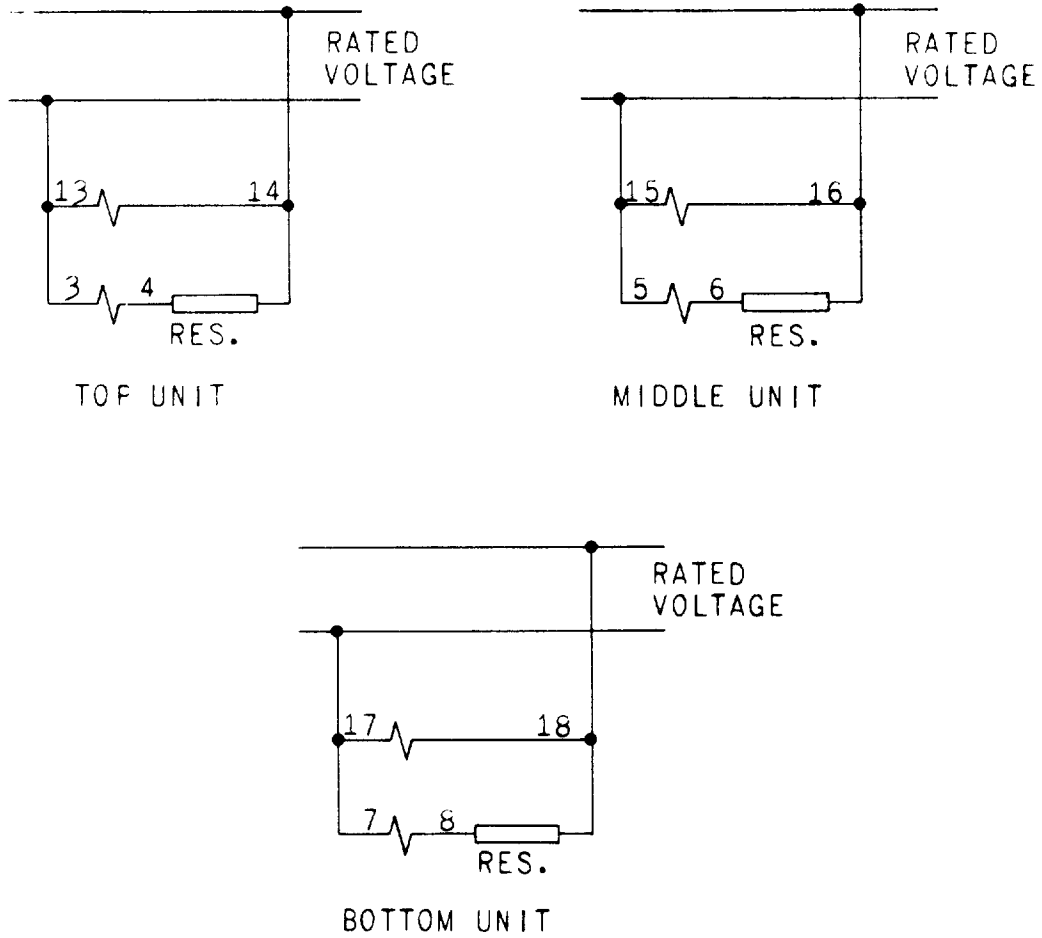 RATED
VOLTAGE
13 14
3 4
RES.
TOP UNIT
RATED
VOLTAGE
15 16
5 6
RES.
MIDDLE UNIT
RATED
VOLTAGE
17 18
7 8
RES.
BOTTOM UNIT